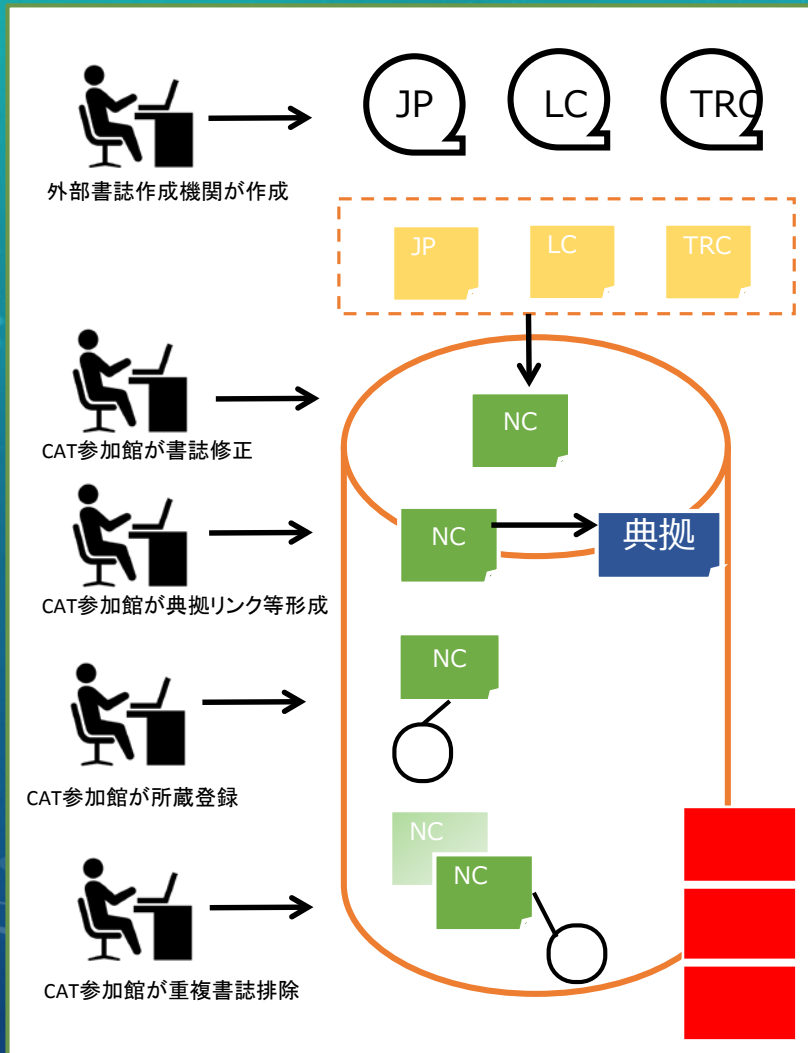 JP
LC
TRC
外部書誌作成機関が作成
JP
LC
TRC
NC
CAT参加館が書誌修正
NC
典拠
CAT参加館が典拠リンク等形成
NC
CAT参加館が所蔵登録
NC
NC
CAT参加館が重複書誌排除